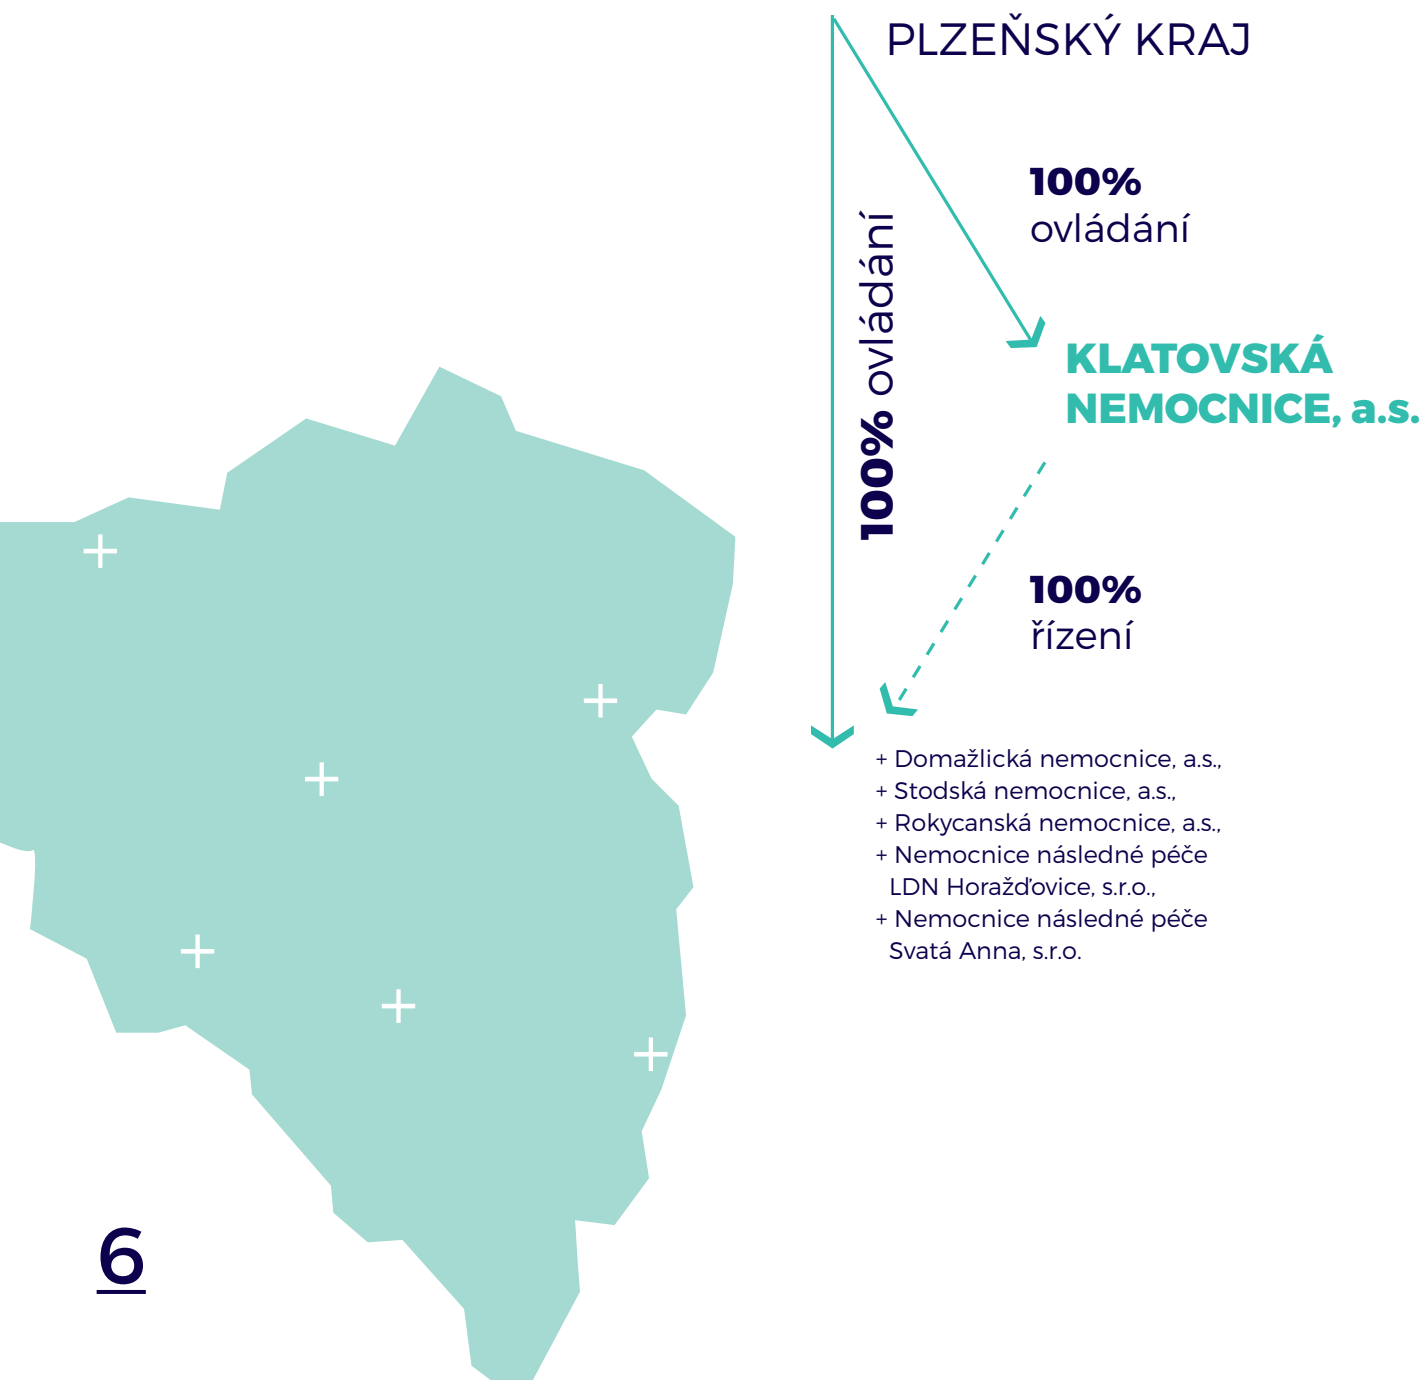 PLZEŇSKÝ KRAJ
100%
ovládání
100% ovládání
KLATOVSKÁ
NEMOCNICE, a.s.
100%
řízení
+ Domažlická nemocnice, a.s.,
+ Stodská nemocnice, a.s.,
+ Rokycanská nemocnice, a.s.,
+ Nemocnice následné péče
LDN Horažďovice, s.r.o.,
+ Nemocnice následné péče
Svatá Anna, s.r.o.
6